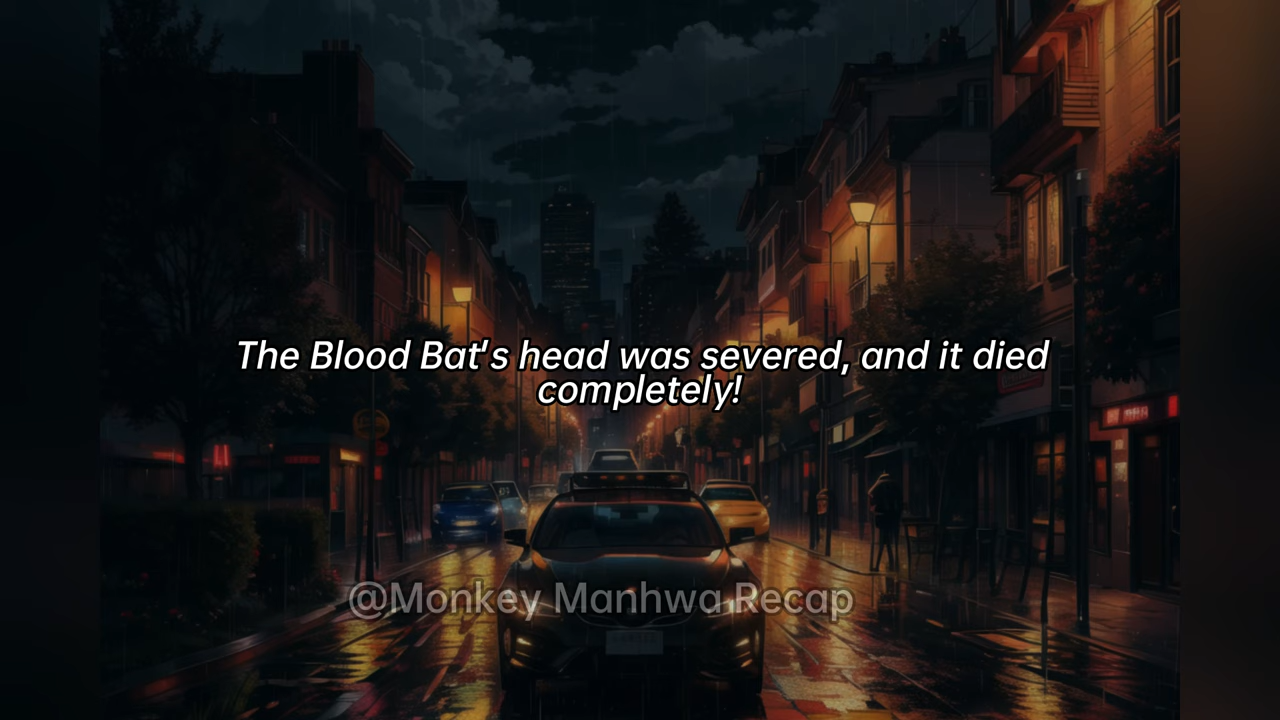 The Blood Bat's head was severed, and it died
completely!
@Monkey Manhwa Recap